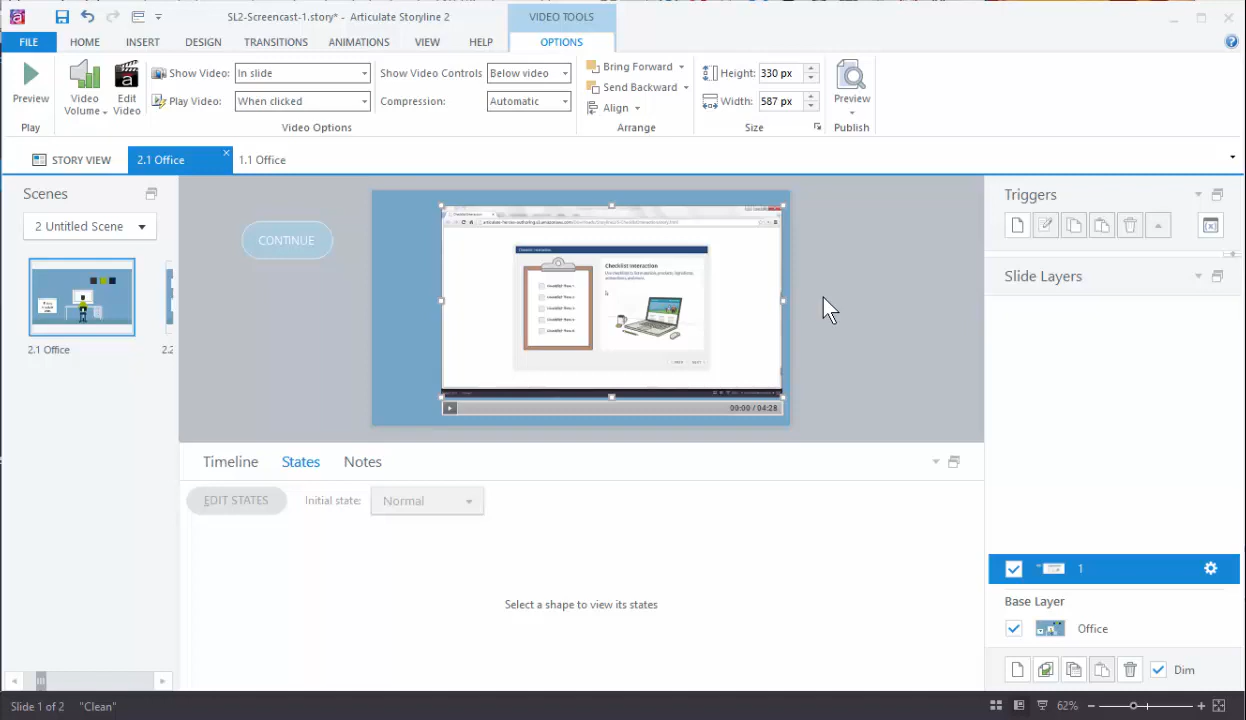 SL2-Screencast-1.story* - Articulate Storyline 2
VIDEO TOOLS
FILE HOME INSERT DESIGN TRANSITIONS ANIMATIONS VIEW HELP OPTIONS
Show Video: In slide
Show Video Controls Below video
Bring Forward
Height: 330 px
Play Video: When clicked
Compression: Automatic
Send Backward
Width: 587 px
Align
Preview
Video Volume
Edit Video
Preview
Play
Video Options
Arrange
Size
Publish
STORY VIEW
2.1 Office
1.1 Office
Scenes
2 Untitled Scene
2.1 Office
2.2
CONTINUE
Checklist Interaction
00:00 / 04:28
Timeline States Notes
EDIT STATES
Initial state: Normal
Select a shape to view its states
Triggers
Slide Layers
1
Base Layer
Office
Dim
Slide 1 of 2
"Clean"
62%